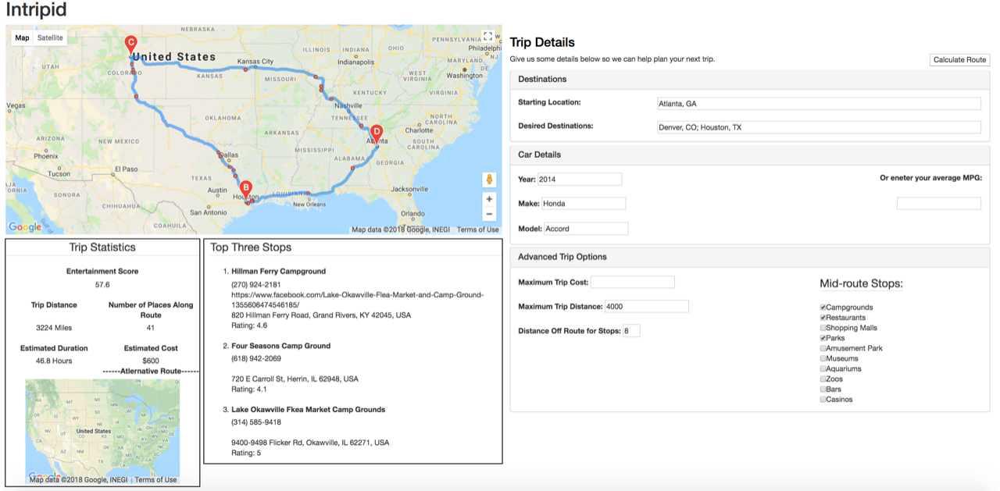 Intripid
Map Satellite
NEBRASKA
PENNSYLVANIA
ILLINOIS INDIANA OHIO
United States
Kansas City
Indianapolis
MARYLAND
NJ
DE
UTAH
COLORADO
KANSAS
MISSOURI
WEST
VIRGINIA
Washington
KENTUCKY
VIRGINIA
Vegas
Nashville
TENNESSEE
OKLAHOMA
NORTH
CAROLINA
Charlotte
ARKANSAS
ARIZONA
NEW MEXICO
Atlanta
SOUTH
CAROLINA
MISSISSIPPI
Phoenix
Dallas
ALABAMA
GEORGIA
Tucson
El Paso
TEXAS
Austin
Houston
LOUISIANA
Jacksonville
SONORA
CHIHUAHUA
San Antonio
New Orleans
Orlando
COAHUILA
C
D
B
Google
Map data ©2018 Google, INEGI Terms of Use
Trip Statistics
Entertainment Score
57.6
Trip Distance
Number of Places Along
Route
3224 Miles
41
Estimated Duration
Estimated Cost
46.8 Hours
$600
------Atlernative Route------
United States
Google
Map data ©2018 Google, INEGI Terms of Use
Top Three Stops
1. Hillman Ferry Campground
(270) 924-2181
https://www.facebook.com/Lake-Okawville-Flea-Market-and-Camp-Ground-
1355606474546185/
820 Hillman Ferry Road, Grand Rivers, KY 42045, USA
Rating: 4.6
2. Four Seasons Camp Ground
(618) 942-2069
720 E Carroll St, Herrin, IL 62948, USA
Rating: 4.1
3. Lake Okawville Fkea Market Camp Grounds
(314) 585-9418
9400-9498 Flicker Rd, Okawville, IL 62271, USA
Rating: 5
Trip Details
Give us some details below so we can help plan your next trip.
Calculate Route
Destinations
Starting Location: Atlanta, GA
Desired Destinations: Denver, CO; Houston, TX
Car Details
Year: 2014
Or eneter your average MPG:
Make: Honda
Model: Accord
Advanced Trip Options
Maximum Trip Cost:
Maximum Trip Distance: 4000
Distance Off Route for Stops: 8
Mid-route Stops:
Campgrounds
Restaurants
Shopping Malls
Parks
Amusement Park
Museums
Aquariums
Zoos
Bars
Casinos